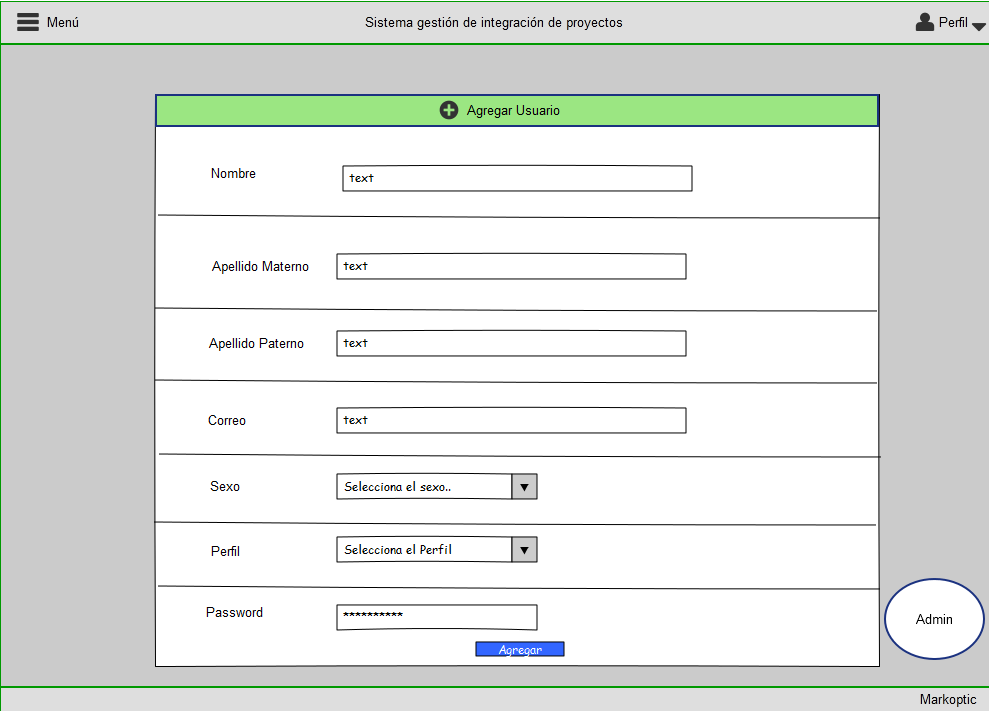 Menú
Sistema gestión de integración de proyectos
Perfil
Agregar Usuario
Nombre
text
Apellido Materno
text
Apellido Paterno
text
Correo
text
Sexo
Selecciona el sexo..
Perfil
Selecciona el Perfil
Password
**********
Agregar
Admin
Markoptic